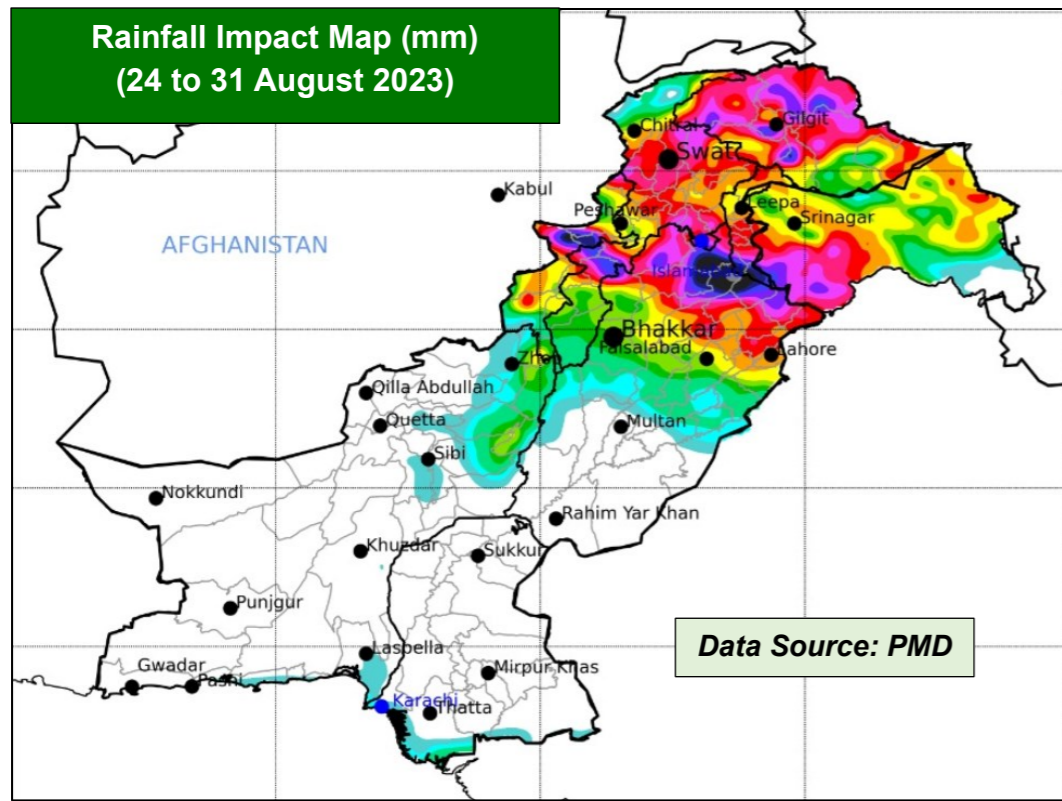 Rainfall Impact Map (mm)
(24 to 31 August 2023)
Chitral
Gilgit
Swat
Kabul
Leepa
Peshawar
Srinagar
AFGHANISTAN
Bhakkar
Faisalabad
Lahore
Qilla Abdullah
Quetta
Multan
Sibi
Nokkundi
Rahim Yar Khan
Khuzdar
Sukkur
Punjgur
Data Source: PMD
Lasbella
Gwadar
Mirpur Khas
Pasni
Karachi
Thatta